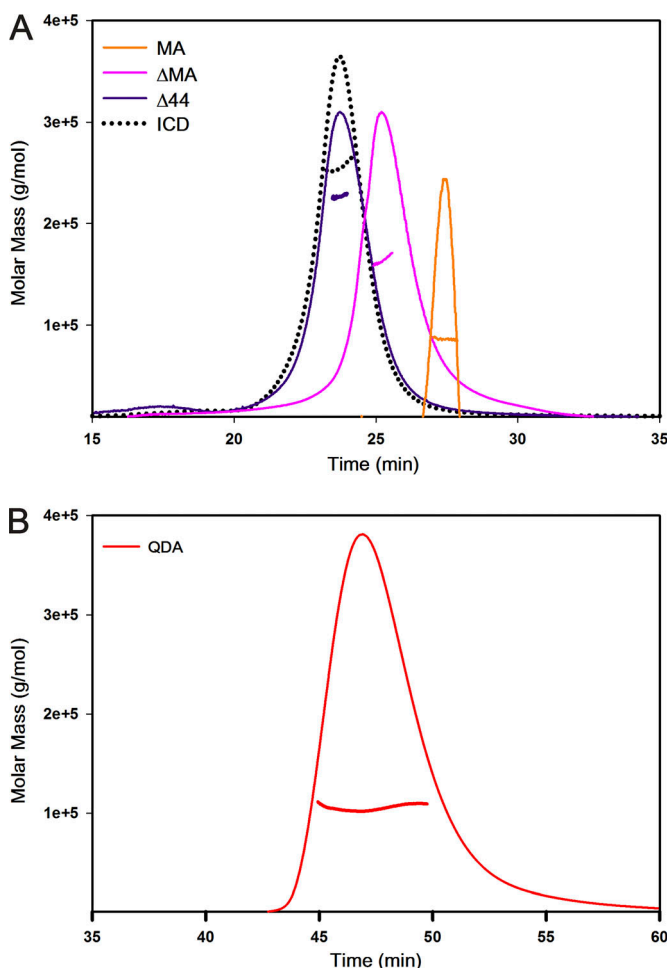 A
4e+5
3e+5
2e+5
1e+5
Molar Mass (g/mol)
MA
ΔMA
Δ44
ICD
15 20 25 30 35
Time (min)
B
4e+5
3e+5
2e+5
1e+5
Molar Mass (g/mol)
QDA
35 40 45 50 55 60
Time (min)